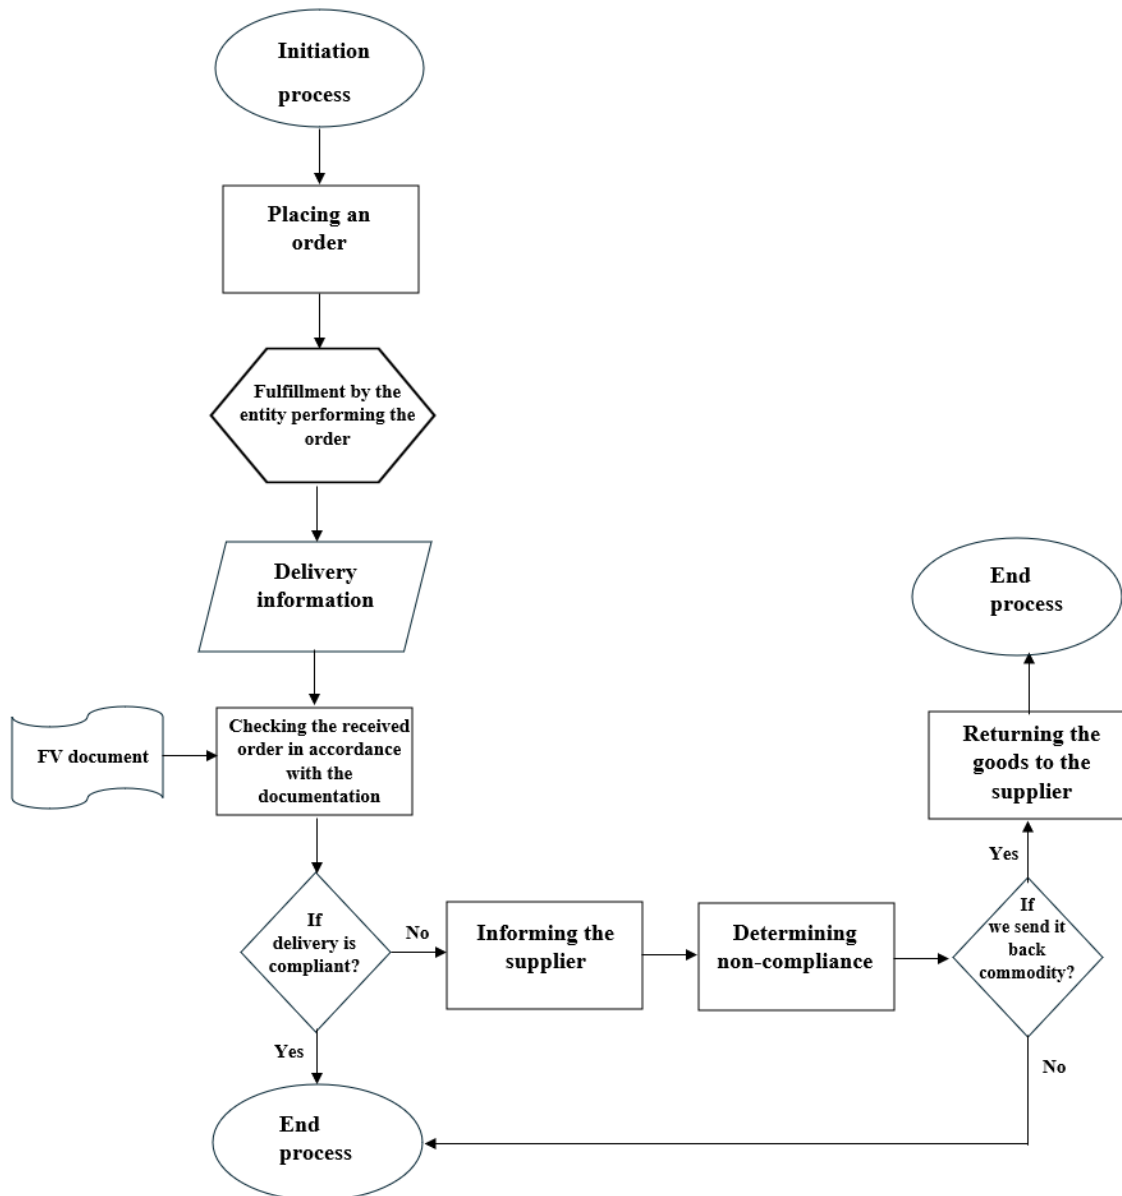 Initiation
process
Placing an
order
Fulfillment by the
entity performing the
order
Delivery
information
FV document
Checking the received
order in accordance
with the
documentation
If
delivery is
compliant?
No
Informing the
supplier
Determining
non-compliance
If
we send it
back
commodity?
Yes
Returning the
goods to the
supplier
End
process
No
Yes
End
process